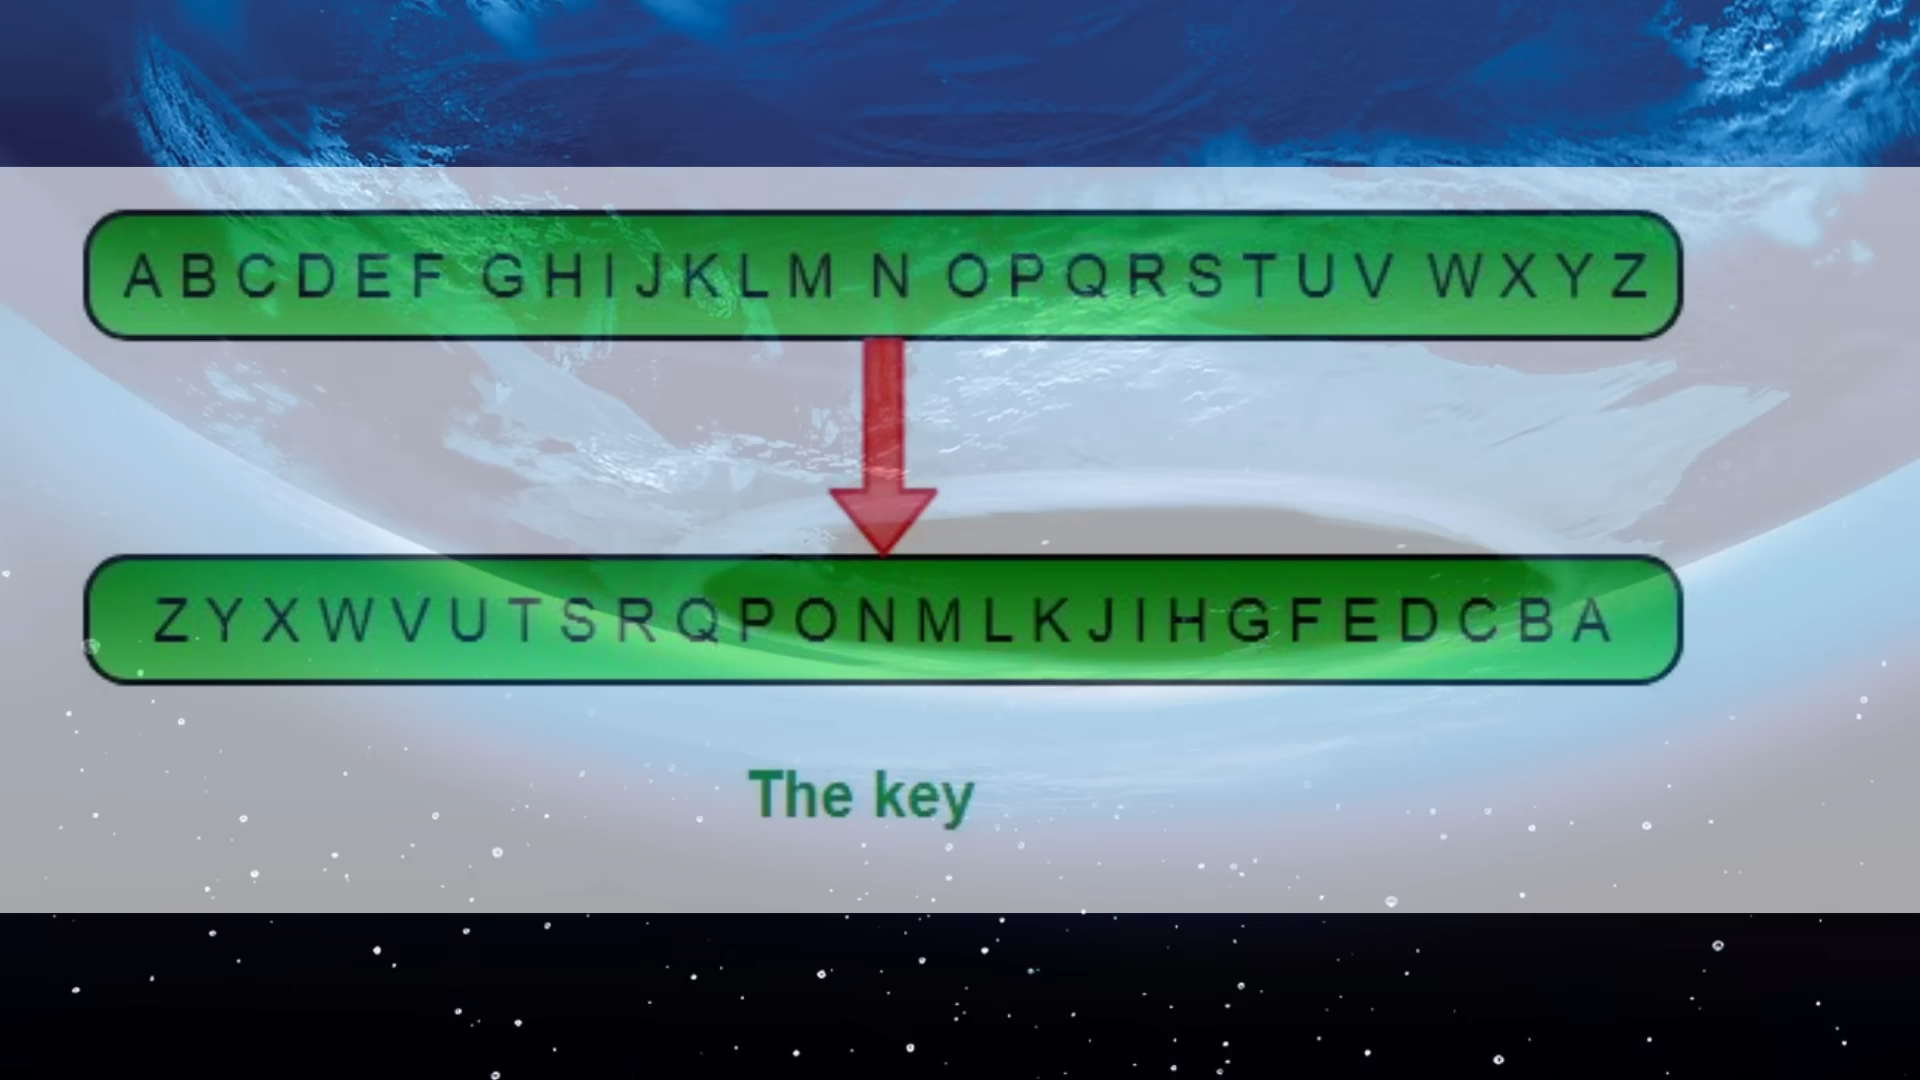 A B C D E F G H I J K L M N O P Q R S T U V W X Y Z
Z Y X W V U T S R Q P O N M L K J I H G F E D C B A
The key